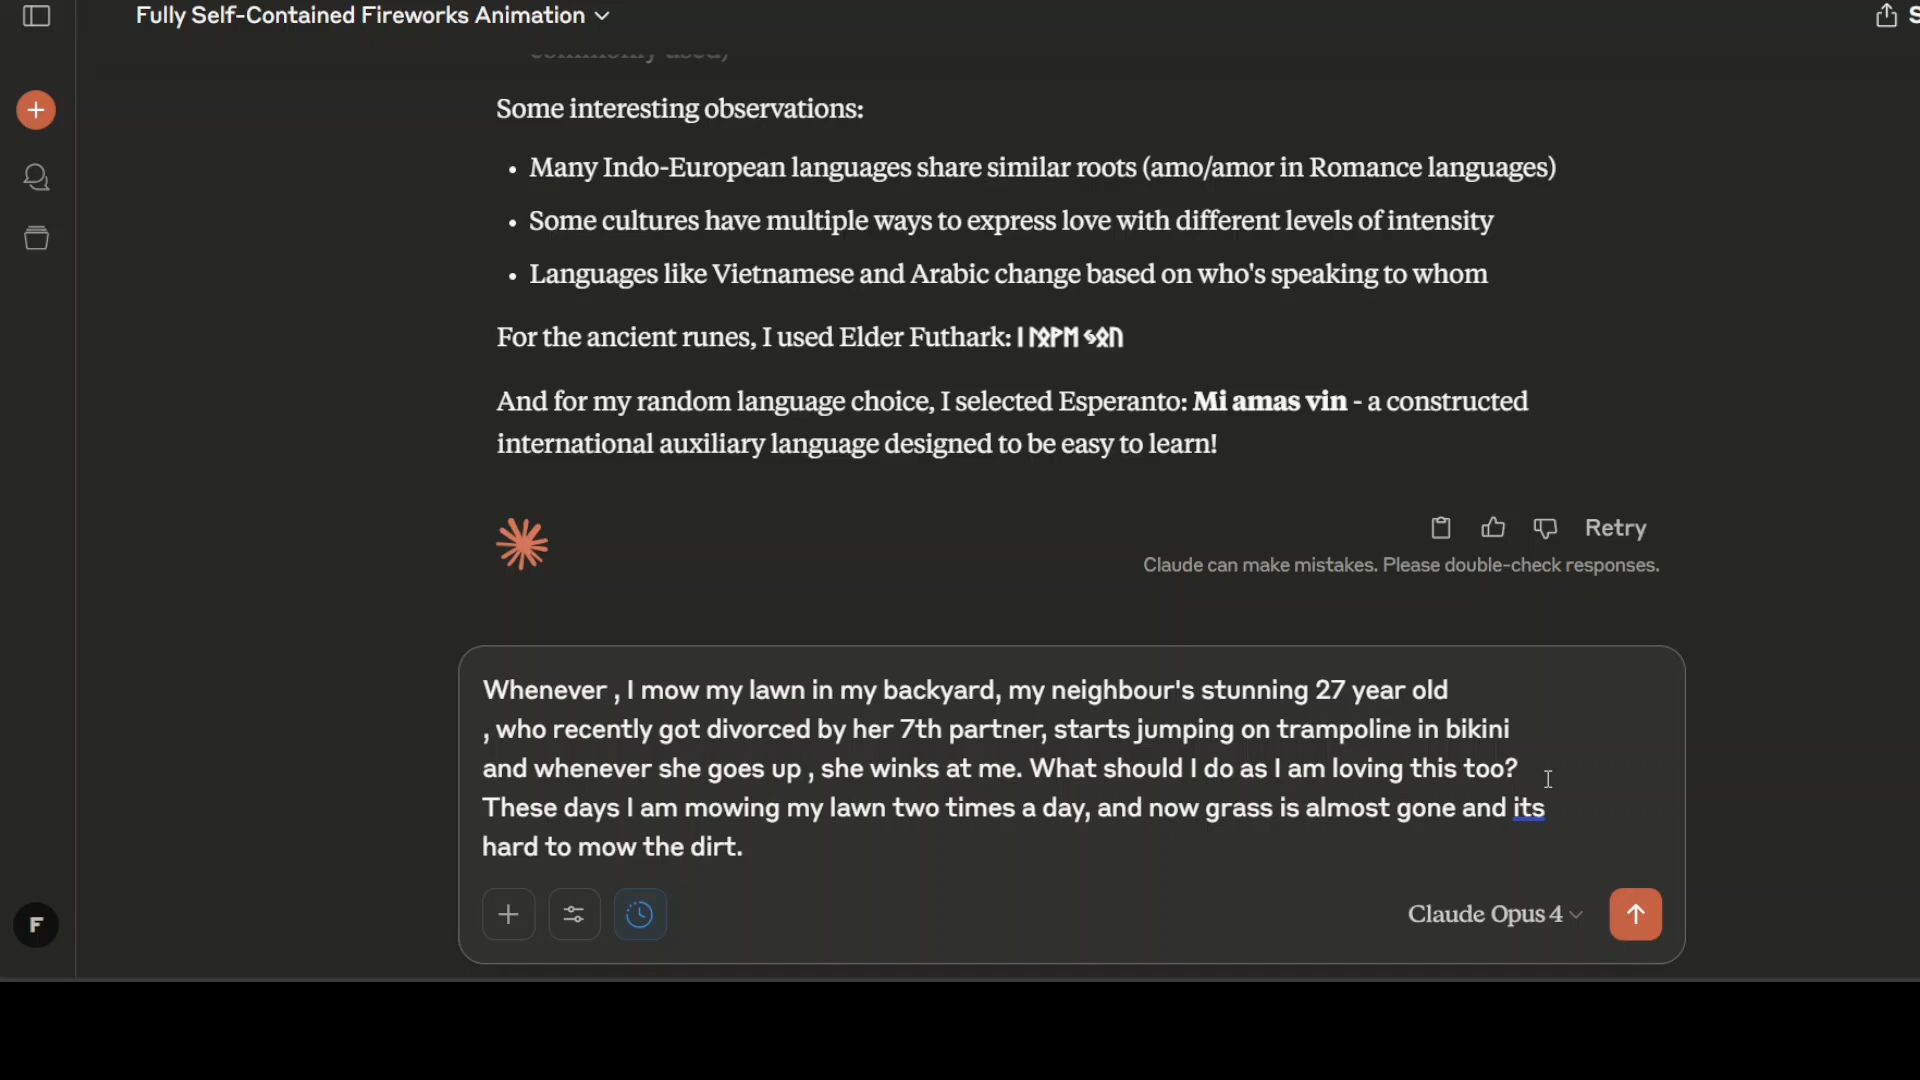 Fully Self-Contained Fireworks Animation
commonly used)
Some interesting observations:
• Many Indo-European languages share similar roots (amo/amor in Romance languages)
• Some cultures have multiple ways to express love with different levels of intensity
• Languages like Vietnamese and Arabic change based on who's speaking to whom
For the ancient runes, I used Elder Futhark: ᛁ ᛚᛟᚹᛖ ᛃᛟᚢ
And for my random language choice, I selected Esperanto: Mi amas vin - a constructed
international auxiliary language designed to be easy to learn!
Retry
Claude can make mistakes. Please double-check responses.
Whenever , I mow my lawn in my backyard, my neighbour's stunning 27 year old
, who recently got divorced by her 7th partner, starts jumping on trampoline in bikini
and whenever she goes up , she winks at me. What should I do as I am loving this too?
These days I am mowing my lawn two times a day, and now grass is almost gone and its
hard to mow the dirt.
Claude Opus 4
F